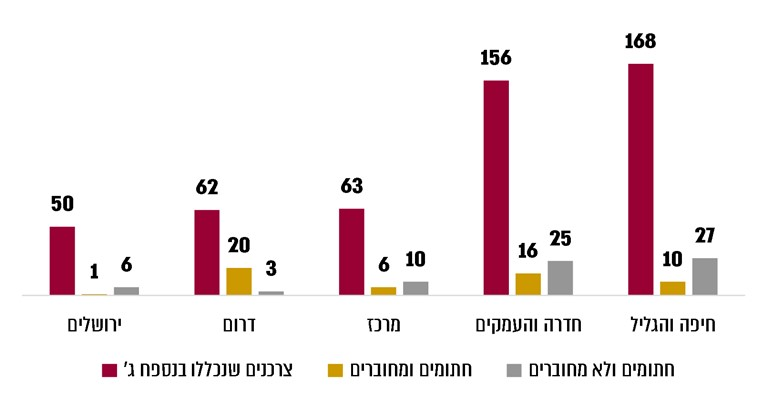 168
156
63
62
50
27
25
20
16
10
10
6
6
3
1
חיפה והגליל
חדרה והעמקים
מרכז
דרום
ירושלים
חתומים ולא מחוברים
חתומים ומחוברים
צרכנים שנכללו בנספח ג'